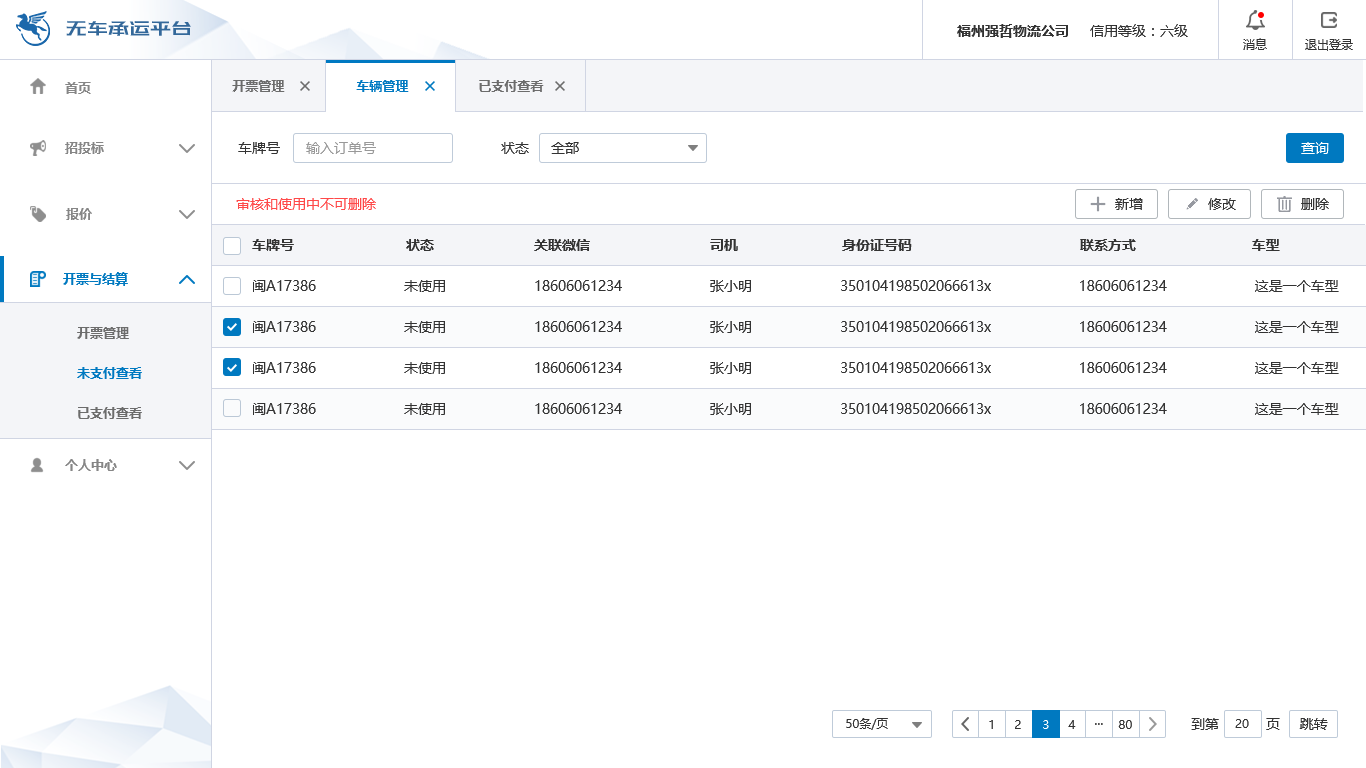 无车承运平台
福州强哲物流公司 信用等级：六级
消息
退出登录
首页
招投标
报价
开票与结算
开票管理
未支付查看
已支付查看
个人中心
开票管理 车辆管理 已支付查看
车牌号 输入订单号 状态 全部 查询
审核和使用中不可删除 新增 修改 删除
车牌号 状态 关联微信 司机 身份证号码 联系方式 车型
闽A17386 未使用 18606061234 张小明 350104198502066613x 18606061234 这是一个车型
闽A17386 未使用 18606061234 张小明 350104198502066613x 18606061234 这是一个车型
闽A17386 未使用 18606061234 张小明 350104198502066613x 18606061234 这是一个车型
闽A17386 未使用 18606061234 张小明 350104198502066613x 18606061234 这是一个车型
50条/页 1 2 3 4 ··· 80 到第 20 页 跳转